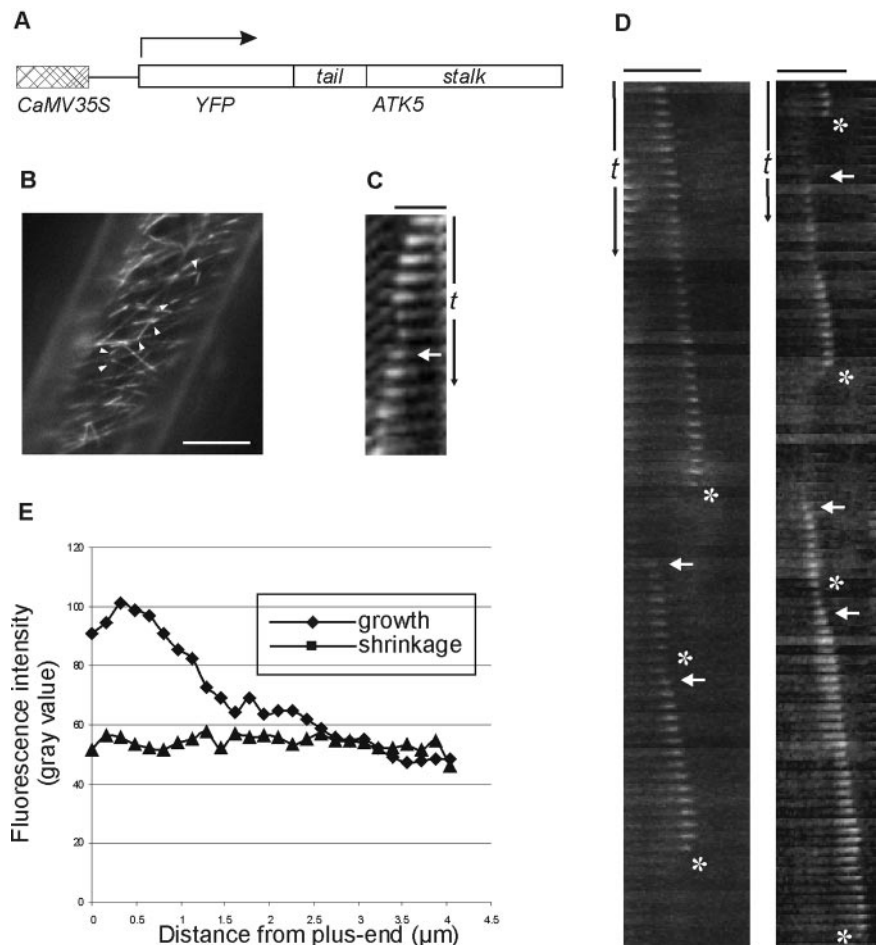 A
tail
stalk
CaMV35S
YFP
ATK5
B
C
t
D
t
t
*
*
*
*
*
*
*
E
Fluorescence intensity
(gray value)
120
100
80
60
40
20
0
growth
shrinkage
0
0.5
1
1.5
2
2.5
3
3.5
4
4.5
Distance from plus-end (µm)